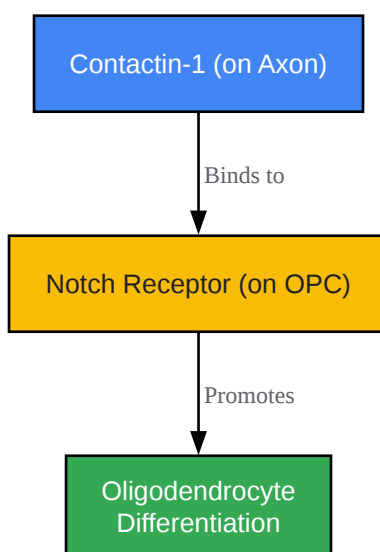 Contactin-1 (on Axon)
Binds to
Notch Receptor (on OPC)
Promotes
Oligodendrocyte
Differentiation